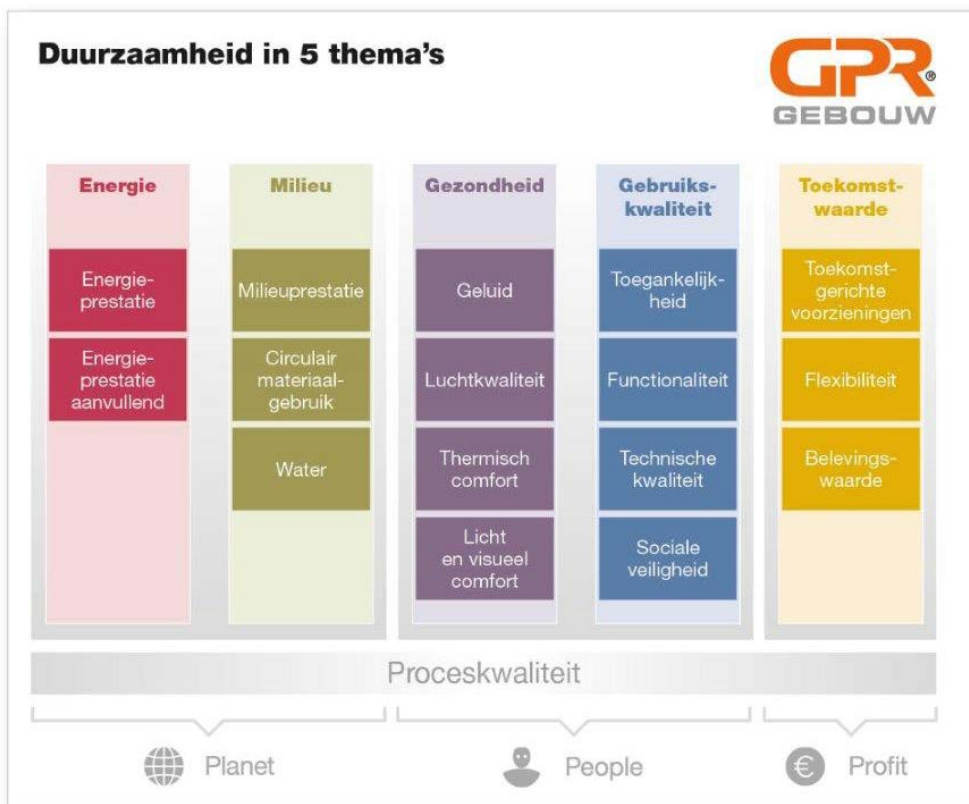 Duurzaamheid in 5 thema's
GPR®
GEBOUW
Energie
Energie-
prestatie
Energie-
prestatie
aanvullend
Milieu
Milieuprestatie
Circulair
materiaal-
gebruik
Water
Gezondheid
Geluid
Luchtkwaliteit
Thermisch
comfort
Licht
en visueel
comfort
Gebruiks-
kwaliteit
Toegankelijk-
heid
Functionaliteit
Technische
kwaliteit
Sociale
veiligheid
Toekomst-
waarde
Toekomst-
gerichte
voorzieningen
Flexibiliteit
Belevings-
waarde
Proceskwaliteit
Planet
People
€ Profit